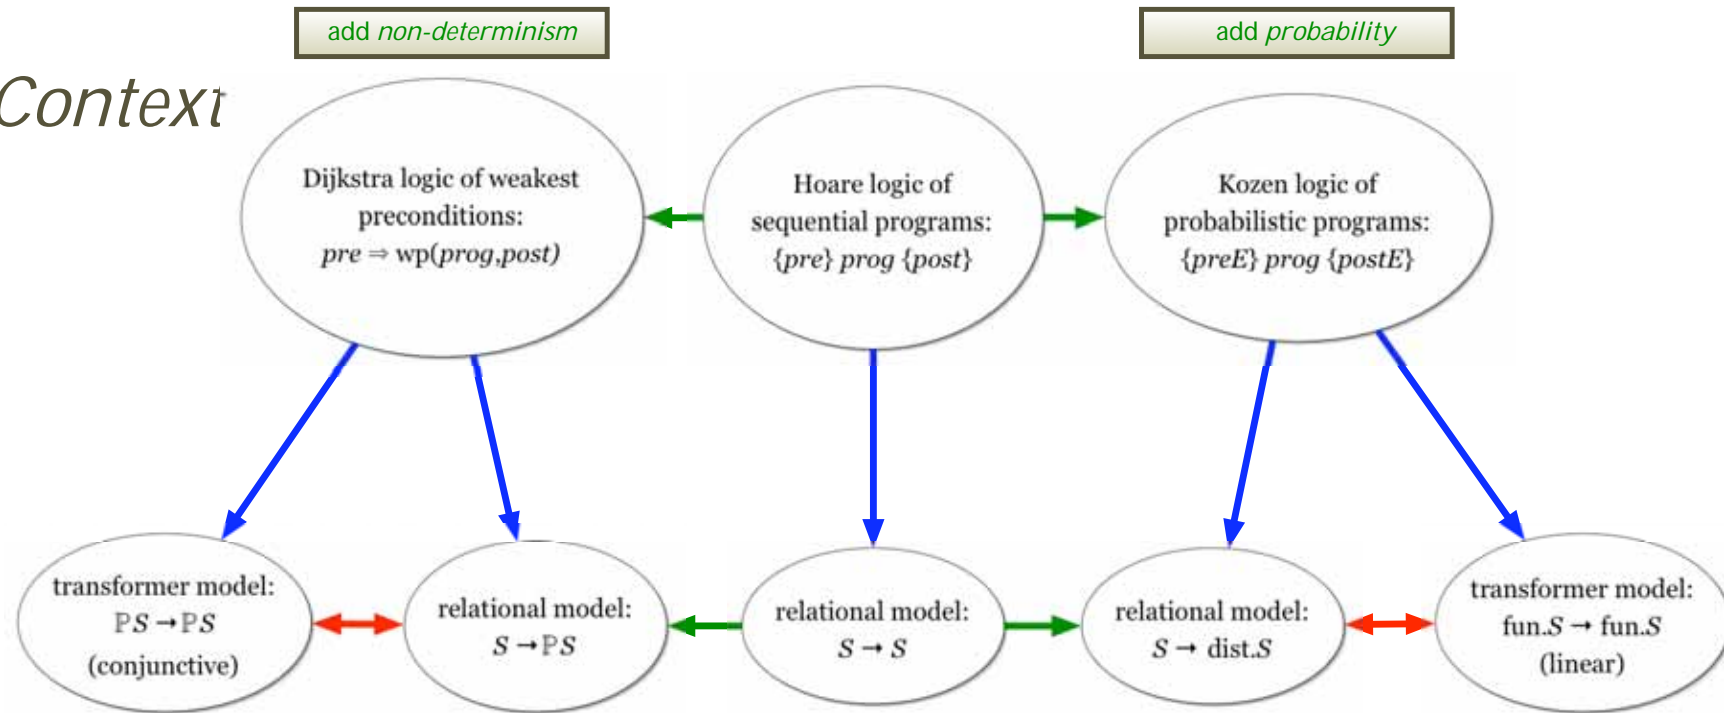 add non-determinism
add probability
Context
Dijkstra logic of weakest
preconditions:
pre ⇒ wp(prog,post)
Hoare logic of
sequential programs:
{pre} prog {post}
Kozen logic of
probabilistic programs:
{preE} prog {postE}
transformer model:
ℙS → ℙS
(conjunctive)
relational model:
S → ℙS
relational model:
S → S
relational model:
S → dist.S
transformer model:
fun.S → fun.S
(linear)